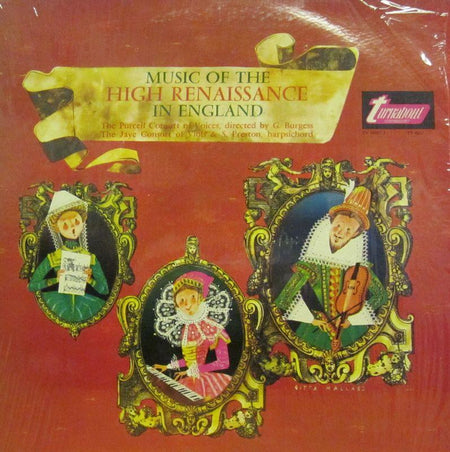 MUSIC OF THE
HIGH RENAISSANCE
IN ENGLAND
The Purcell Consort of Voices, directed by G. Burgess
The Jaye Consort of Viols & S. Preston, harpsichord
turnabout
GITTA MALLASZ